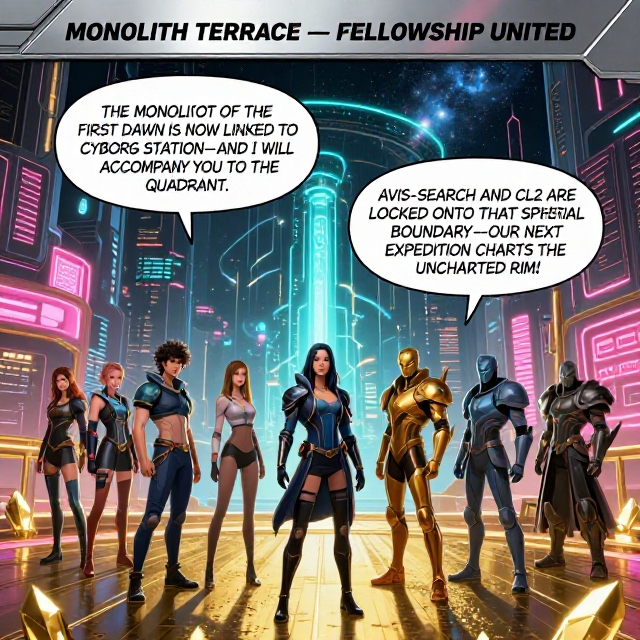 MONOLITH TERRACE — FELLOWSHIP UNITED
THE MONOLIOT OF THE
FIRST DAWN IS NOW LINKED TO
CYBORG STATION—AND I WILL
ACCOMPANY YOU TO THE
QUADRANT.
AVIS-SEARCH AND CL2 ARE
LOCKED ONTO THAT
BOUNDARY—OUR NEXT
EXPEDITION CHARTS THE
UNCHARTED RIM!